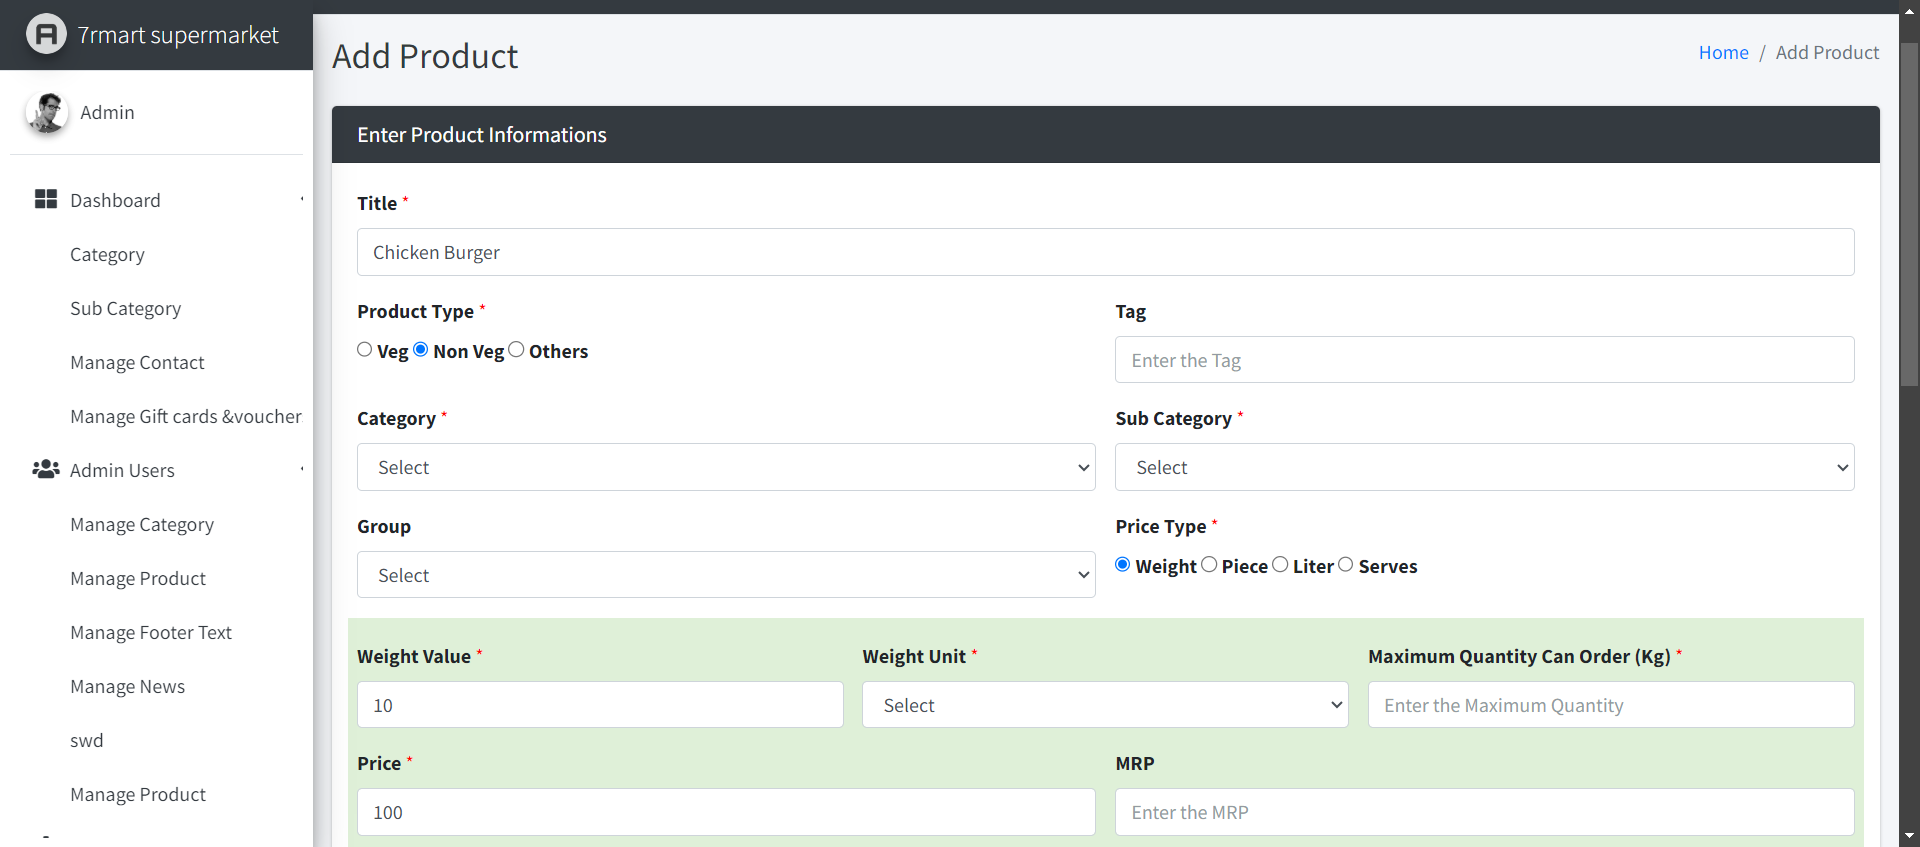 7rmart supermarket
Admin
Dashboard
Category
Sub Category
Manage Contact
Manage Gift cards &voucher
Admin Users
Manage Category
Manage Product
Manage Footer Text
Manage News
swd
Manage Product
Add Product
Home / Add Product
Enter Product Informations
Title *
Chicken Burger
Product Type *
Veg Non Veg Others
Tag
Enter the Tag
Category *
Select
Sub Category *
Select
Group
Select
Price Type *
Weight Piece Liter Serves
Weight Value *
10
Weight Unit *
Select
Maximum Quantity Can Order (Kg) *
Enter the Maximum Quantity
Price *
100
MRP
Enter the MRP